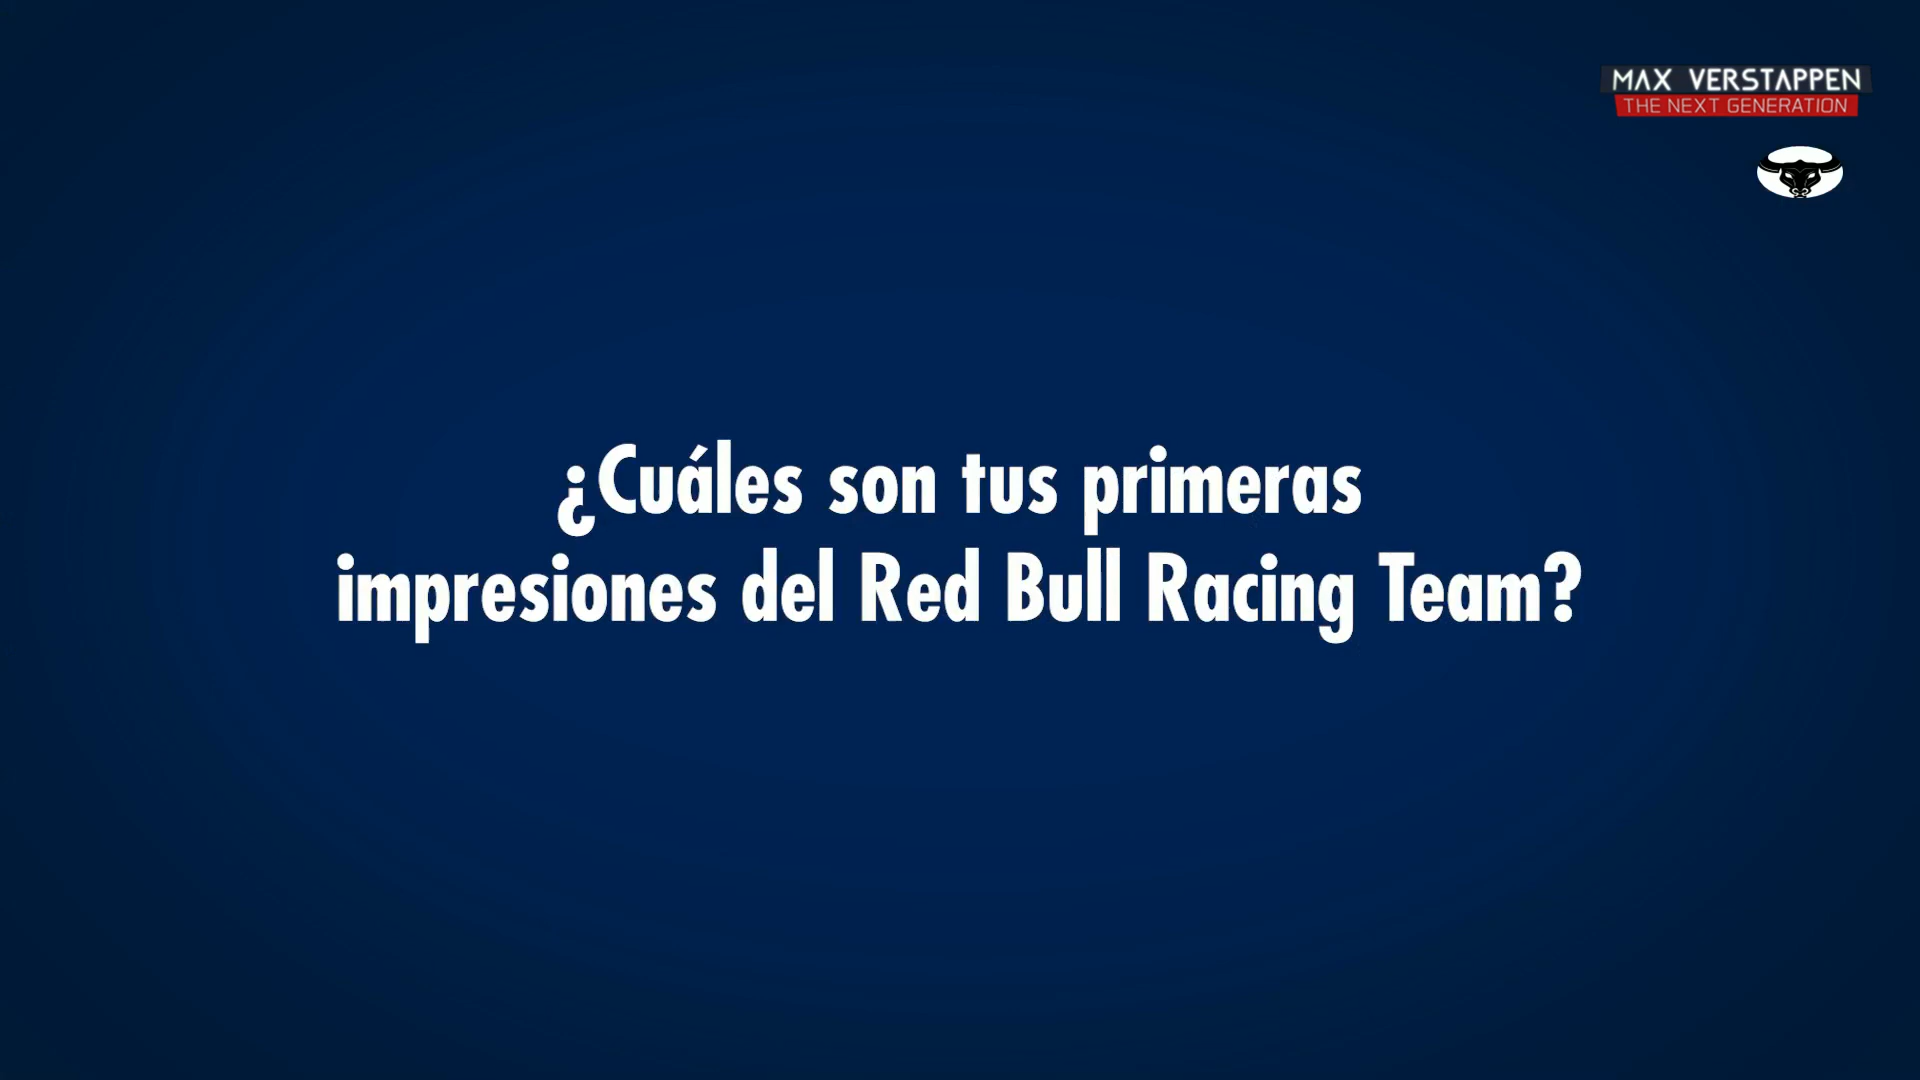 MAX VERSTAPPEN
THE NEXT GENERATION
¿Cuáles son tus primeras
impresiones del Red Bull Racing Team?